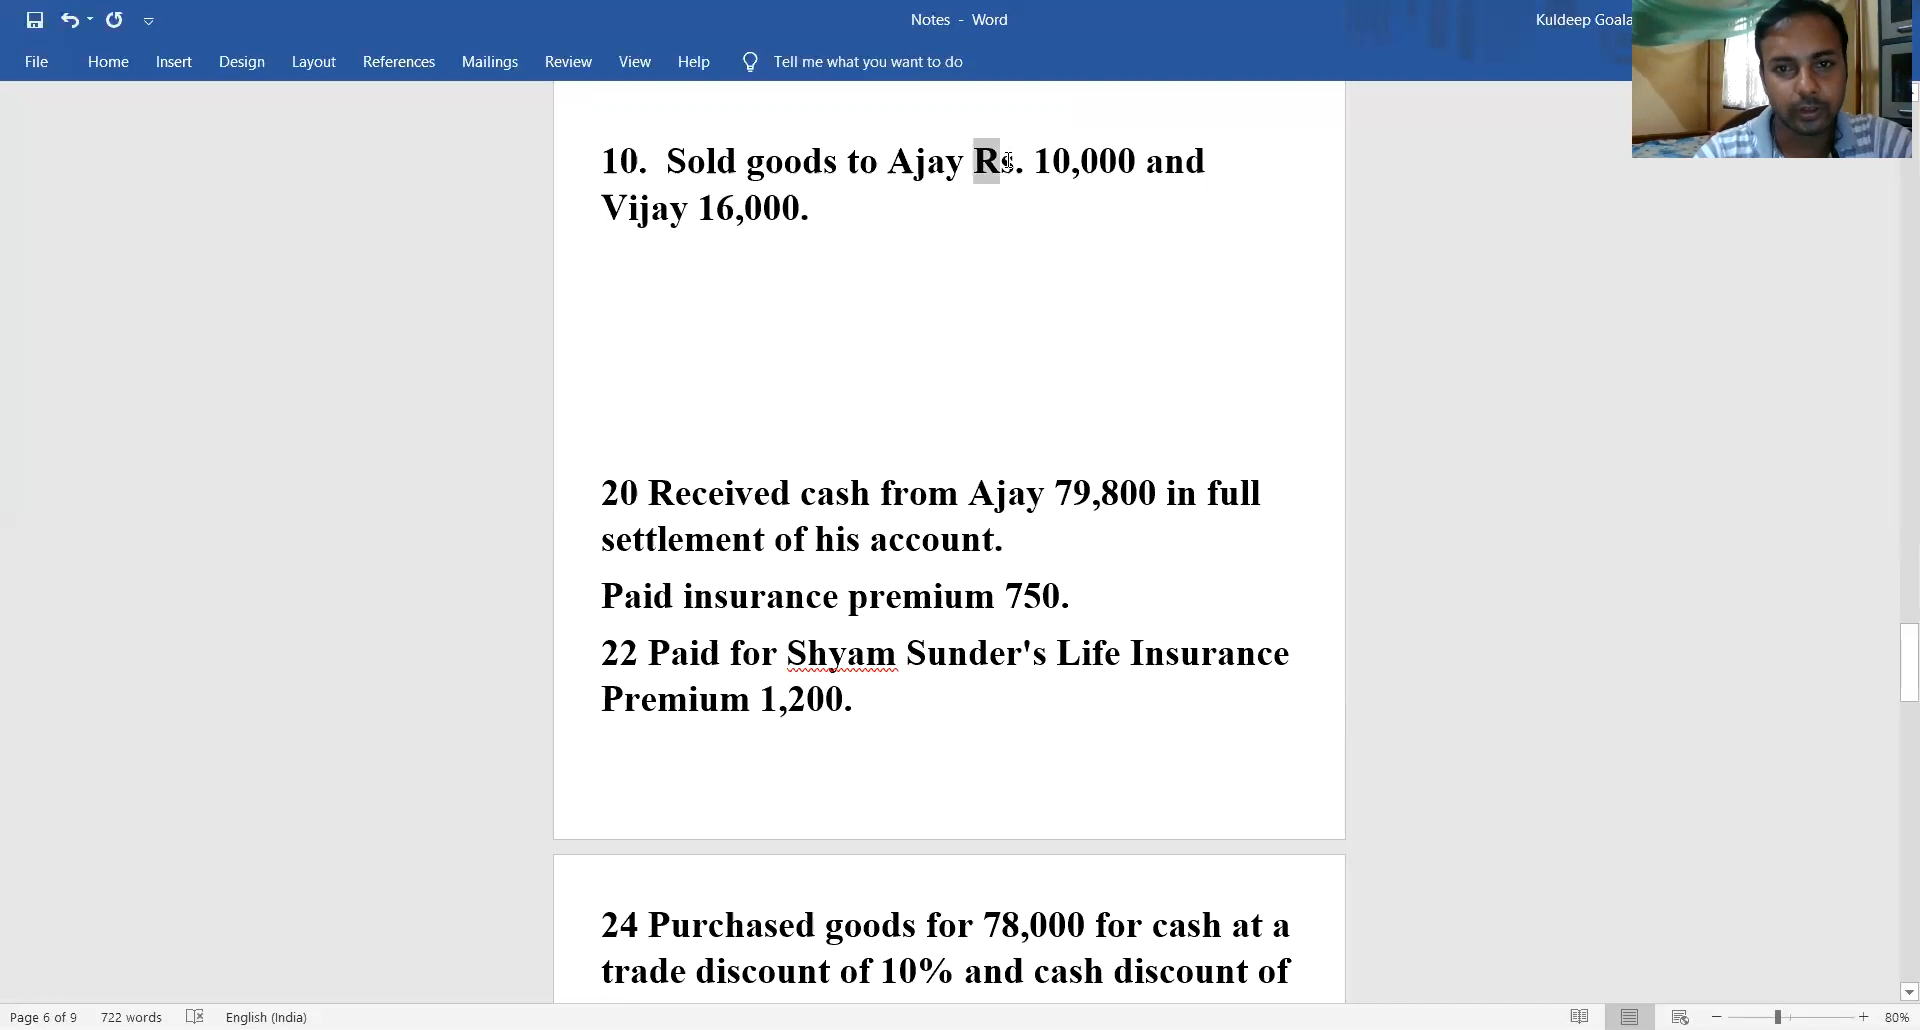 Notes - Word
Kuldeep Goala
File Home Insert Design Layout References Mailings Review View Help Tell me what you want to do
10. Sold goods to Ajay Rs. 10,000 and
Vijay 16,000.
20 Received cash from Ajay 79,800 in full
settlement of his account.
Paid insurance premium 750.
22 Paid for Shyam Sunder's Life Insurance
Premium 1,200.
24 Purchased goods for 78,000 for cash at a
trade discount of 10% and cash discount of
Page 6 of 9 722 words English (India) 80%